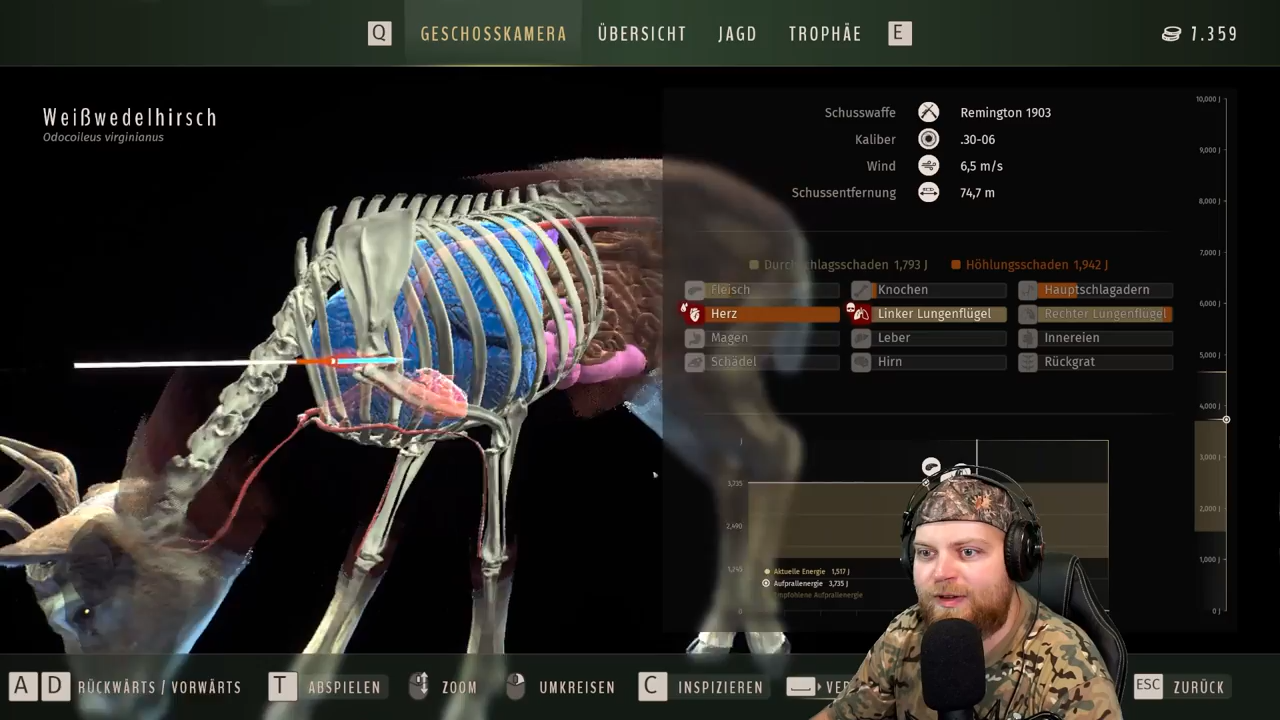 Q GESCHOSSKAMERA ÜBERSICHT JAGD TROPHÄE E 7.359
Weißwedelhirsch
Odocoileus virginianus
Schusswaffe Remington 1903
Kaliber .30-06
Wind 6,5 m/s
Schussentfernung 74,7 m
Durchschlagsschaden 1,793 J Höhlungsschaden 1,942 J
Fleisch Knochen Hauptschlagadern
Herz Linker Lungenflügel Rechter Lungenflügel
Magen Leber Innereien
Schädel Hirn Rückgrat
10,000 J
9,000 J
8,000 J
7,000 J
6,000 J
5,000 J
4,000 J
3,000 J
2,000 J
1,000 J
0 J
J
3,735
2,490
1,245
0
Aktuelle Energie 1,517 J
Aufprallenergie 3,735 J
Empfohlene Aufprallenergie
A D RÜCKWÄRTS / VORWÄRTS T ABSPIELEN ZOOM UMKREISEN C INSPIZIEREN ESC ZURÜCK